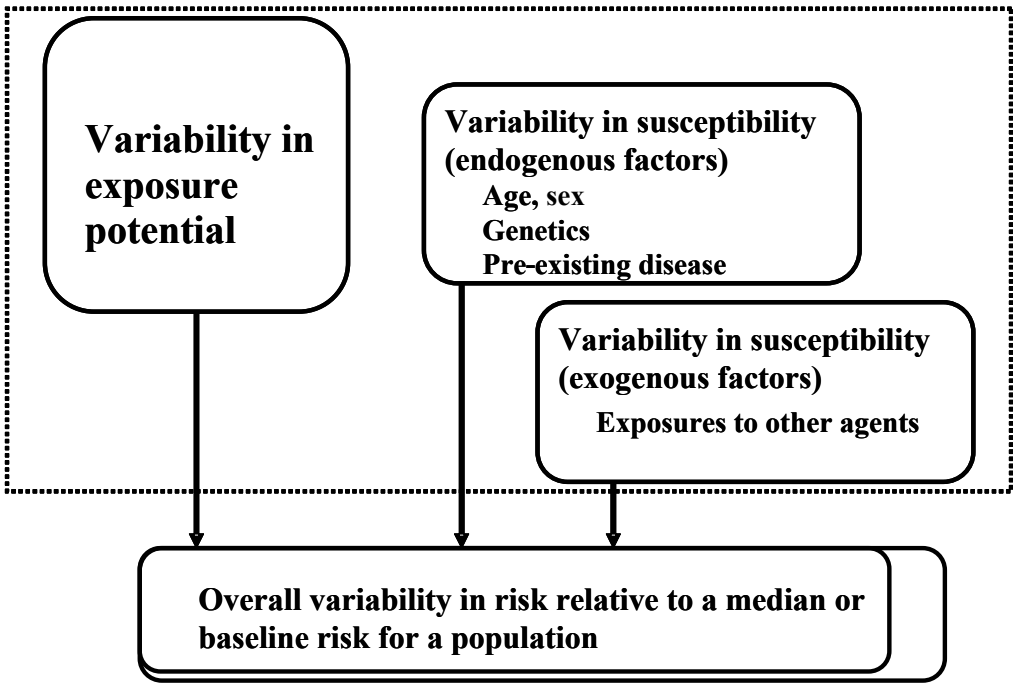 Variability in
exposure
potential
Variability in susceptibility
(endogenous factors)
Age, sex
Genetics
Pre-existing disease
Variability in susceptibility
(exogenous factors)
Exposures to other agents
Overall variability in risk relative to a median or
baseline risk for a population